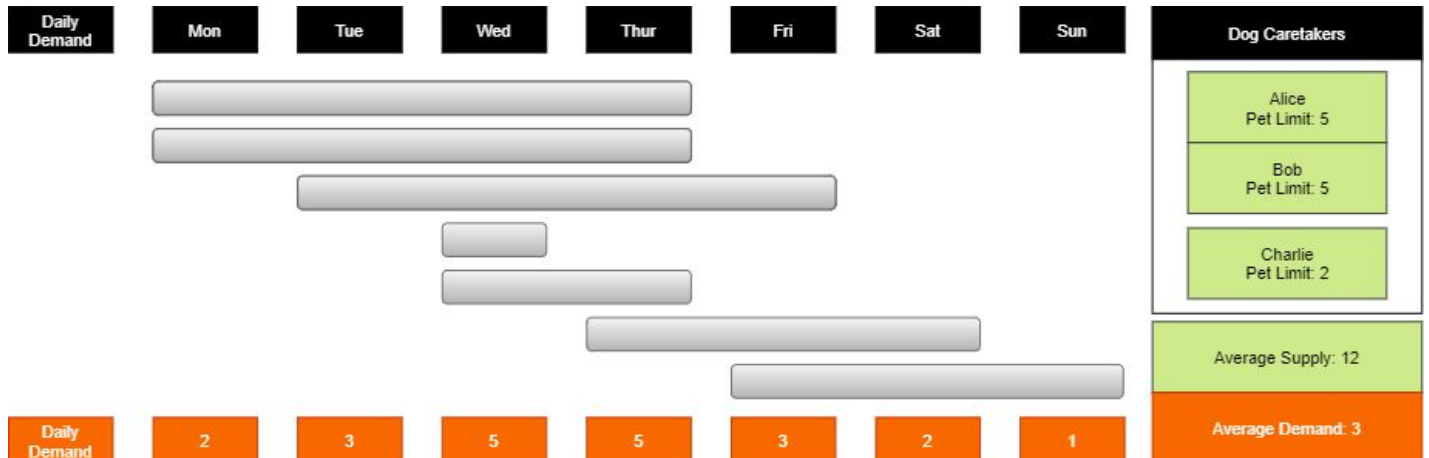 Daily
Demand
Mon
Tue
Wed
Thur
Fri
Sat
Sun
Dog Caretakers
Alice
Pet Limit: 5
Bob
Pet Limit: 5
Charlie
Pet Limit: 2
Average Supply: 12
Average Demand: 3
Daily
Demand
2
3
5
5
3
2
1